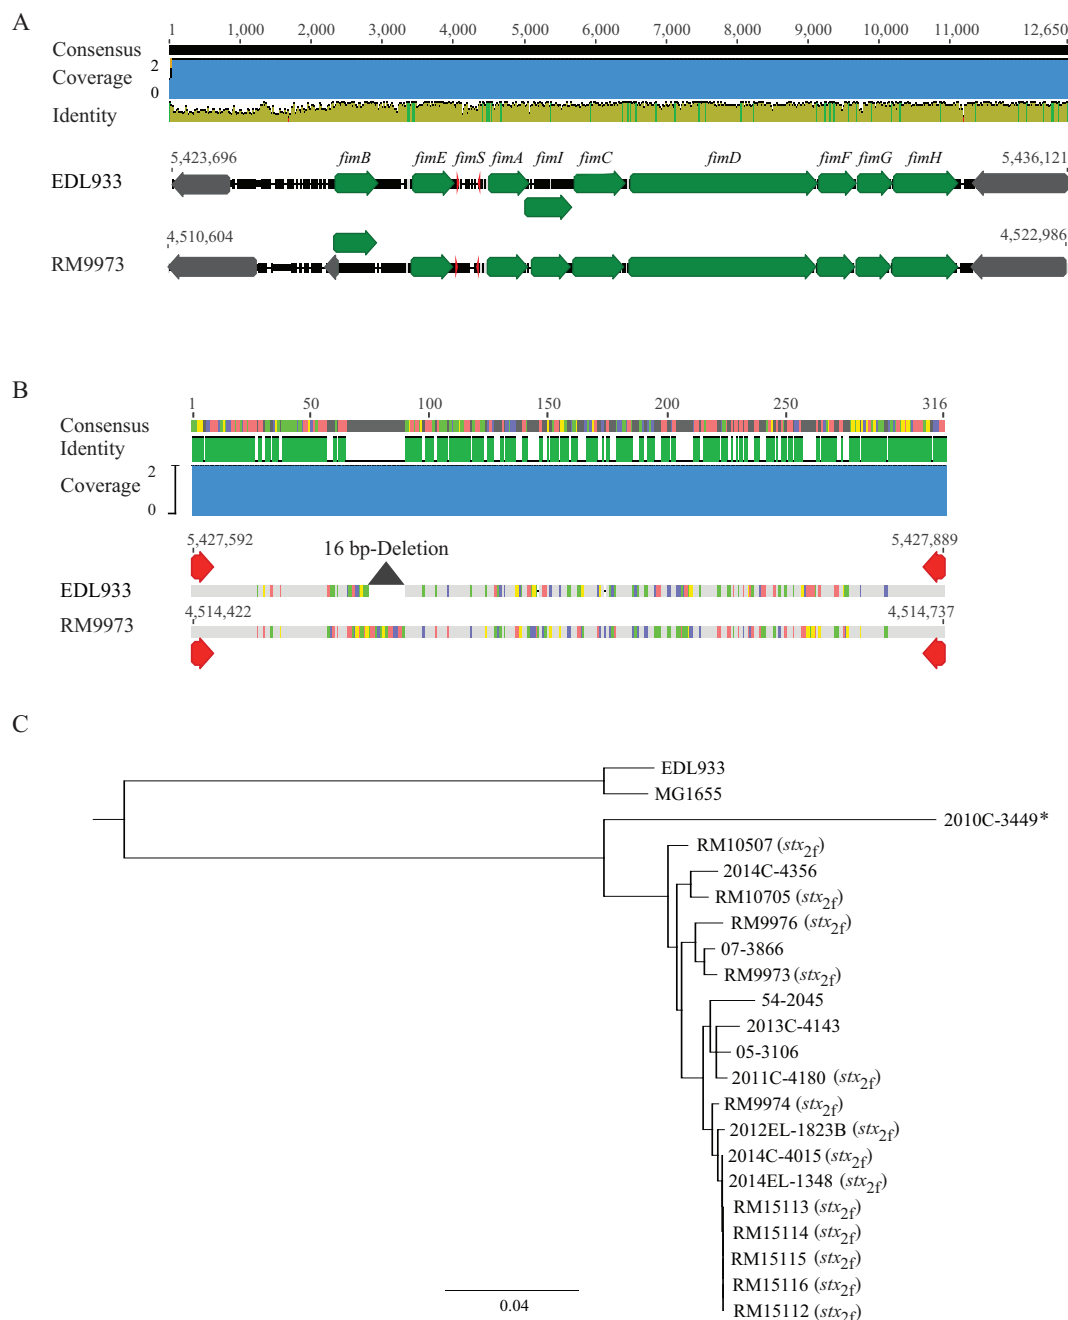 A
1 1,000 2,000 3,000 4,000 5,000 6,000 7,000 8,000 9,000 10,000 11,000 12,650
Consensus
2
Coverage
0
Identity
fimB fimE fimS fimA fimI fimC fimD fimF fimG fimH
5,423,696 5,436,121
EDL933
4,510,604 4,522,986
RM9973
B
1 50 100 150 200 250 316
Consensus
Identity
2
Coverage
0
5,427,592 16 bp-Deletion 5,427,889
EDL933
4,514,422 4,514,737
RM9973
C
EDL933
MG1655
2010C-3449*
RM10507 (stx2f)
2014C-4356
RM10705 (stx2f)
RM9976 (stx2f)
07-3866
RM9973 (stx2f)
54-2045
2013C-4143
05-3106
2011C-4180 (stx2f)
RM9974 (stx2f)
2012EL-1823B (stx2f)
2014C-4015 (stx2f)
2014EL-1348 (stx2f)
RM15113 (stx2f)
RM15114 (stx2f)
RM15115 (stx2f)
RM15116 (stx2f)
RM15112 (stx2f)
0.04